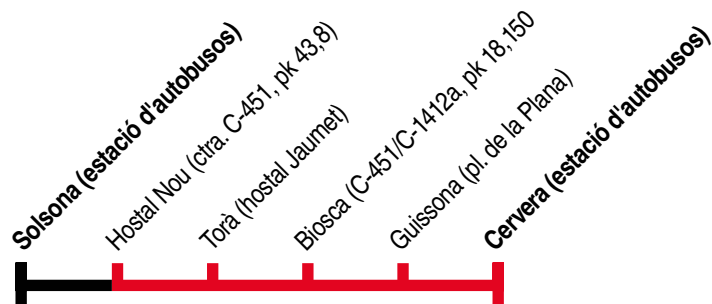 Solsona (estació d'autobusos)
Hostal Nou (ctra. C-451, pk 43,8)
Torà (hostal Jaumet)
Biosca (C-451/C-1412a, pk 18,150
Guissona (pl. de la Plana)
Cervera (estació d'autobusos)